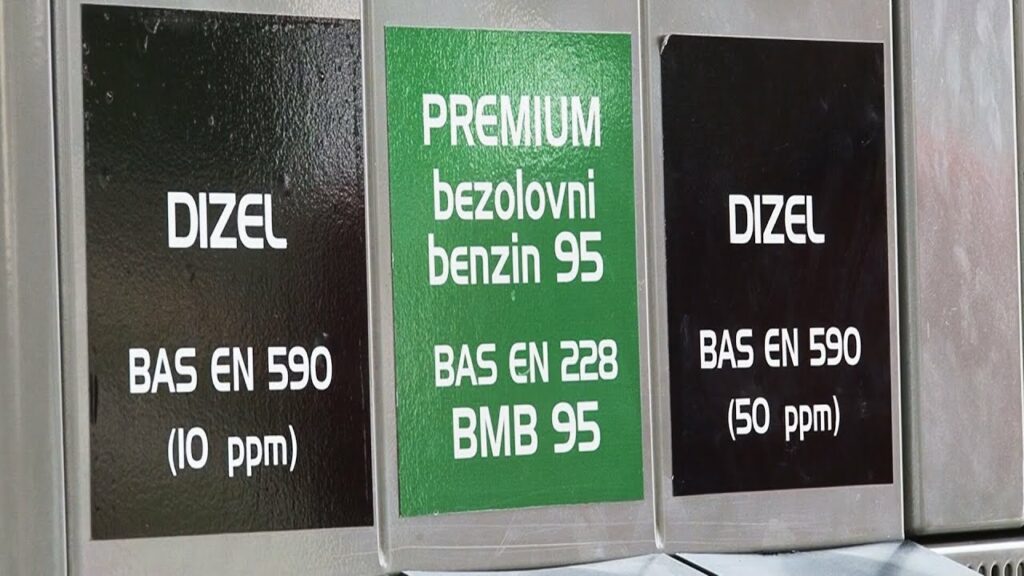 DIZEL
BAS EN 590
(10 ppm)
PREMIUM
bezolovni
benzin 95
BAS EN 228
BMB 95
DIZEL
BAS EN 590
(50 ppm)